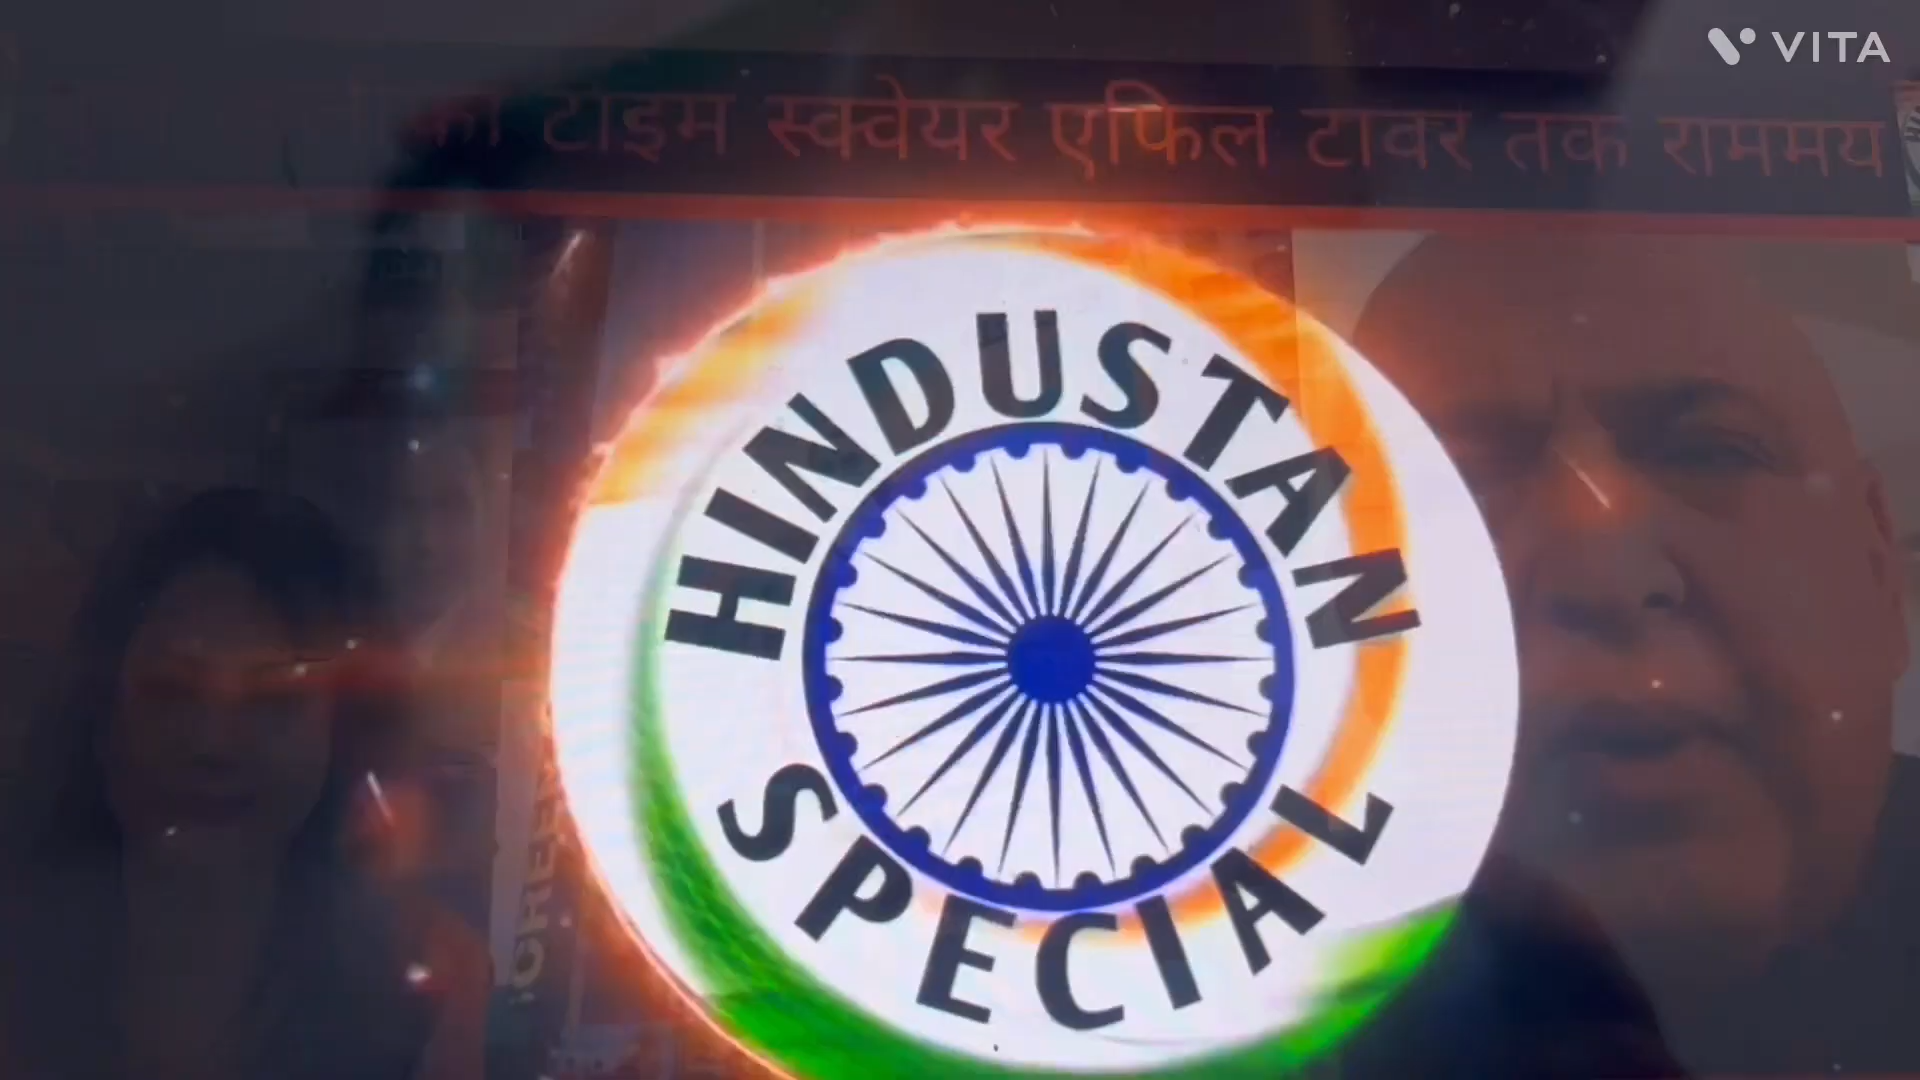 VITA
का टाइम स्क्वेयर एफिल टावर तक राममय
HINDUSTAN
SPECIAL